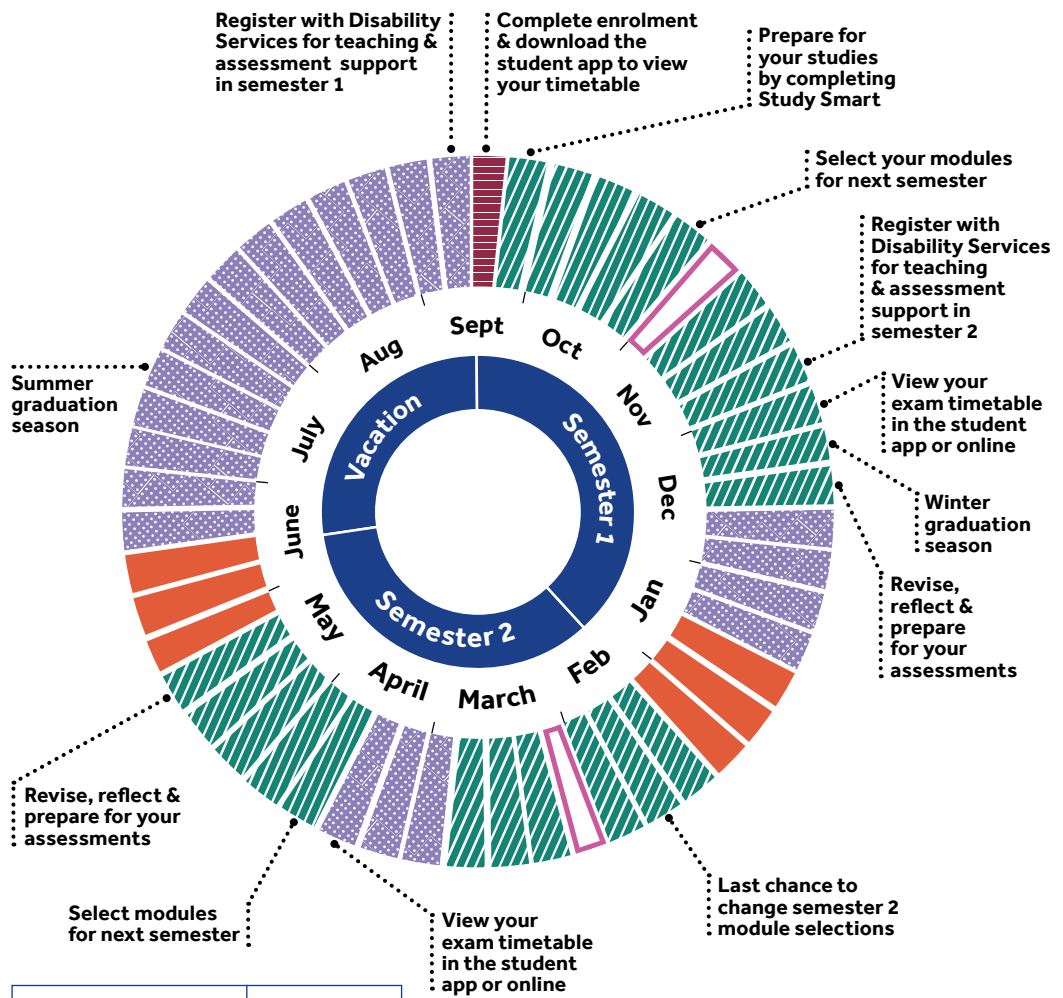 Register with Disability
Services for teaching &
assessment support
in semester 1
Complete enrolment
& download the
student app to view
your timetable
Prepare for
your studies
by completing
Study Smart
Select your modules
for next semester
Register with
Disability Services
for teaching
& assessment
support in
semester 2
View your
exam timetable
in the student
app or online
Winter
graduation
season
Revise,
reflect &
prepare
for your
assessments
Last chance to
change semester 2
module selections
View your
exam timetable
in the student
app or online
Select modules
for next semester
Revise, reflect &
prepare for your
assessments
Summer
graduation
season
Sept
Oct
Nov
Dec
Jan
Feb
March
April
May
June
July
Aug
Semester 1
Semester 2
Vacation